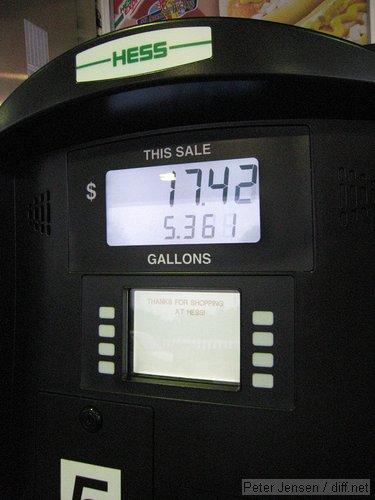 HESS
THIS SALE
$ 17.42
5.361
GALLONS
THANKS FOR SHOPPING
AT HESS!
5
Peter Jensen / diff.net